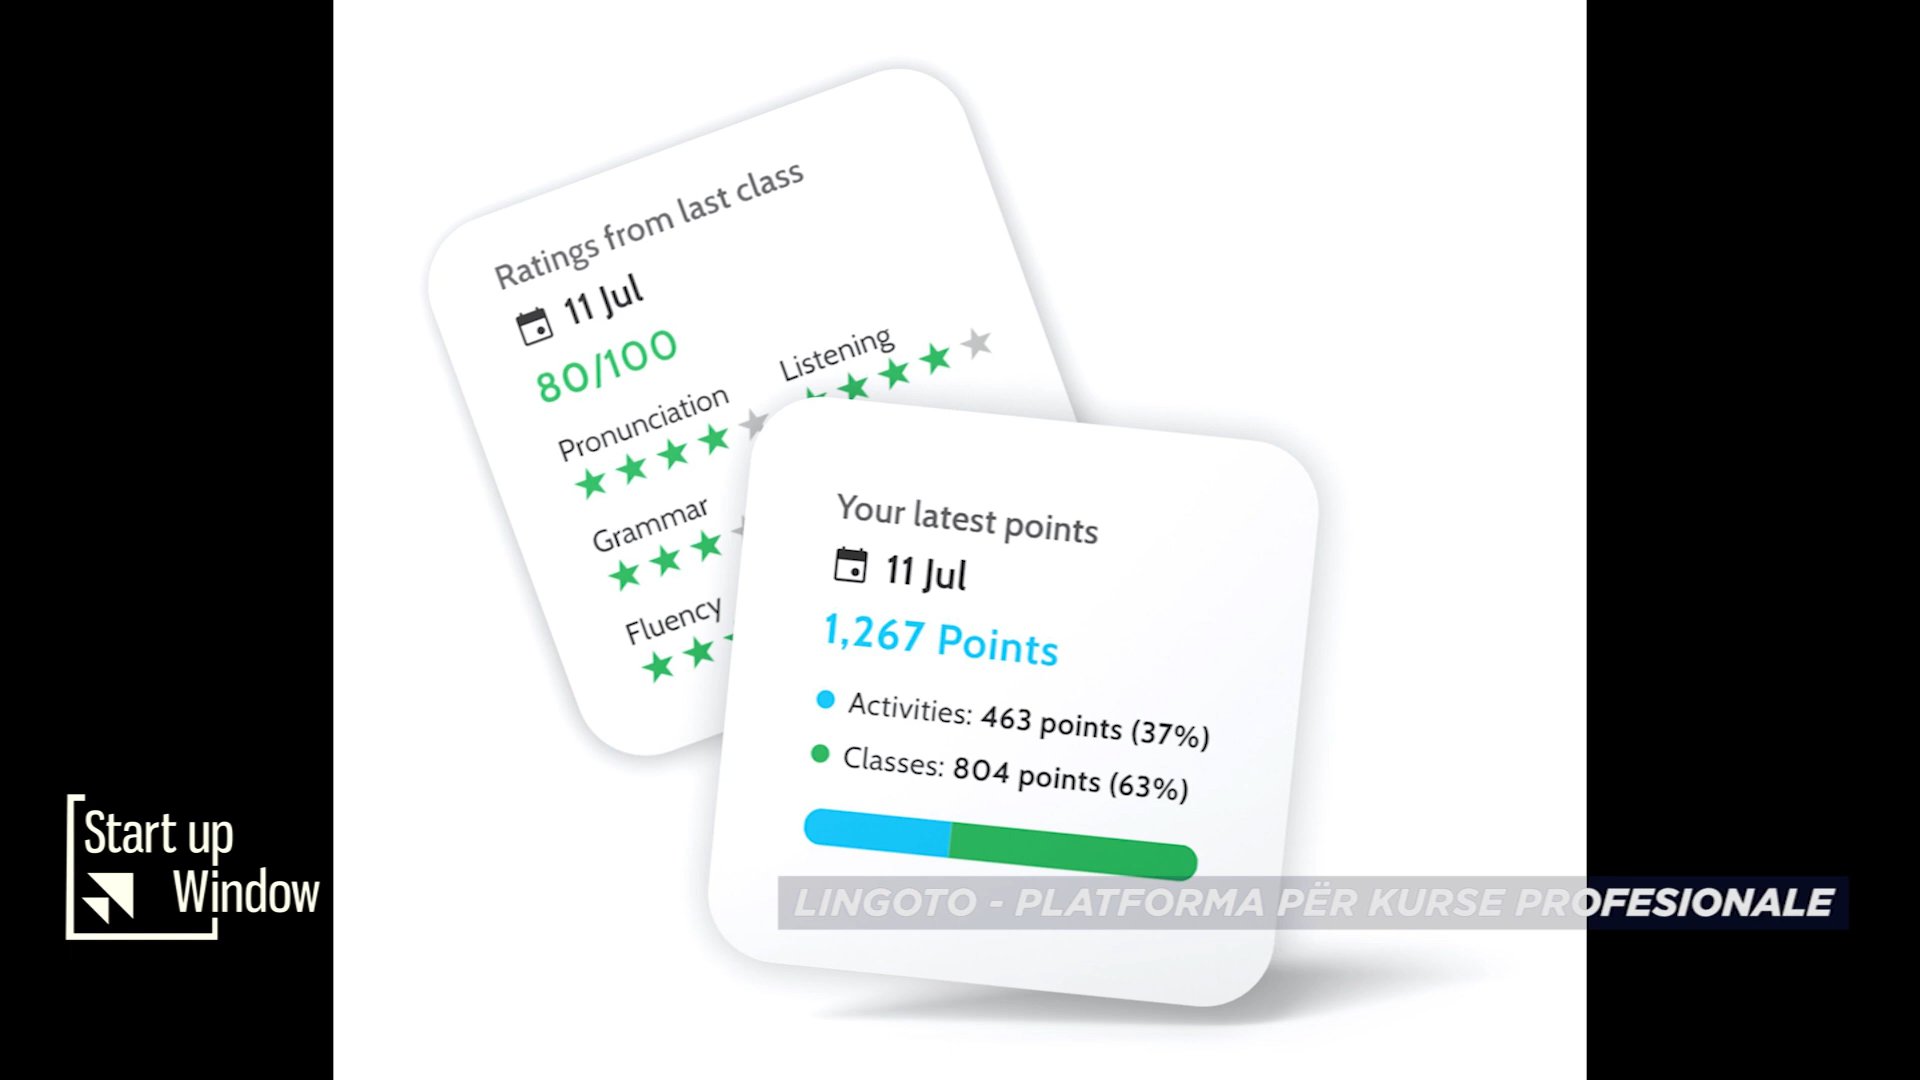 Ratings from last class
11 Jul
80/100
Pronunciation
Listening
Grammar
Fluency
Your latest points
11 Jul
1,267 Points
Activities: 463 points (37%)
Classes: 804 points (63%)
LINGOTO - PLATFORMA PËR KURSE PROFESIONALE
Start up
Window